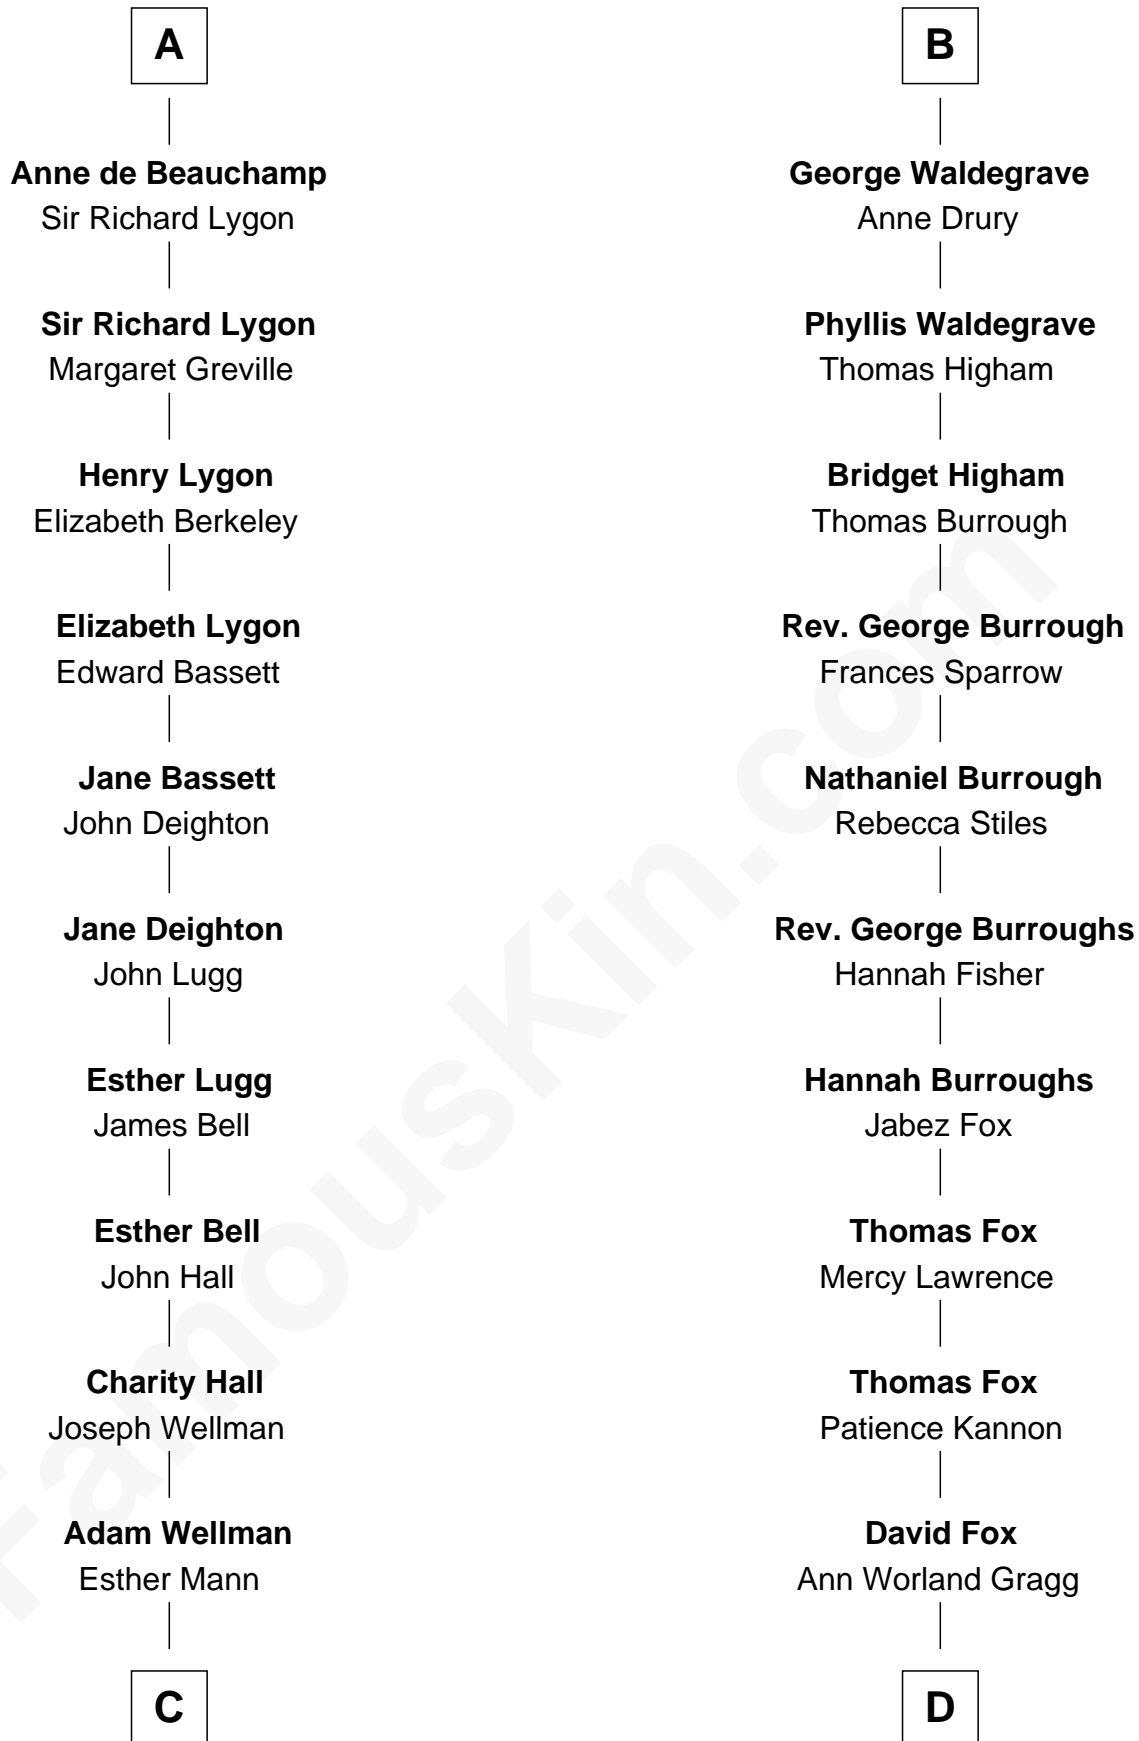 A
Anne de Beauchamp
Sir Richard Lygon
Sir Richard Lygon
Margaret Greville
Henry Lygon
Elizabeth Berkeley
Elizabeth Lygon
Edward Bassett
Jane Bassett
John Deighton
Jane Deighton
John Lugg
Esther Lugg
James Bell
Esther Bell
John Hall
Charity Hall
Joseph Wellman
Adam Wellman
Esther Mann
C
B
George Waldegrave
Anne Drury
Phyllis Waldegrave
Thomas Higham
Bridget Higham
Thomas Burrough
Rev. George Burrough
Frances Sparrow
Nathaniel Burrough
Rebecca Stiles
Rev. George Burroughs
Hannah Fisher
Hannah Burroughs
Jabez Fox
Thomas Fox
Mercy Lawrence
Thomas Fox
Patience Kannon
David Fox
Ann Worland Gragg
D
FamousKin.com